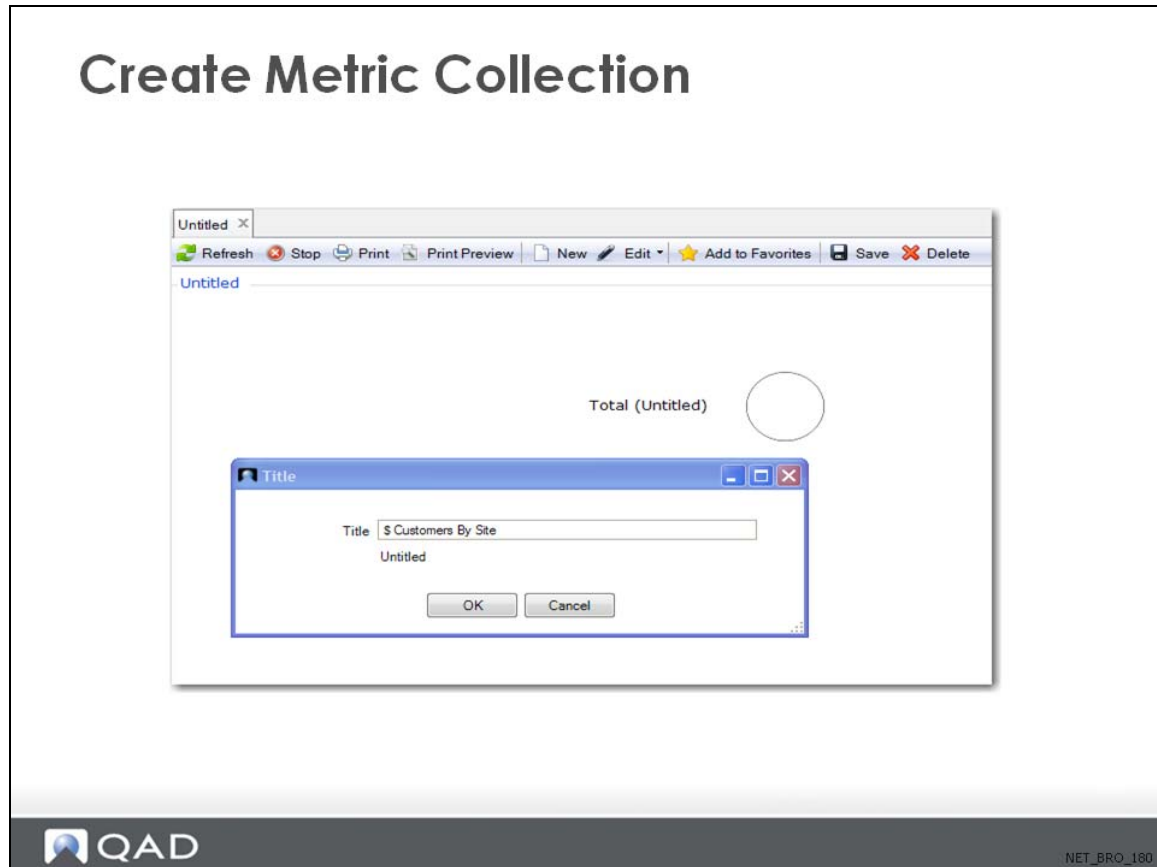 Create Metric Collection
Untitled
Refresh Stop Print Print Preview New Edit Add to Favorites Save Delete
Untitled
Total (Untitled)
Title
Title $ Customers By Site
Untitled
OK Cancel
QAD
NET_BRO_180